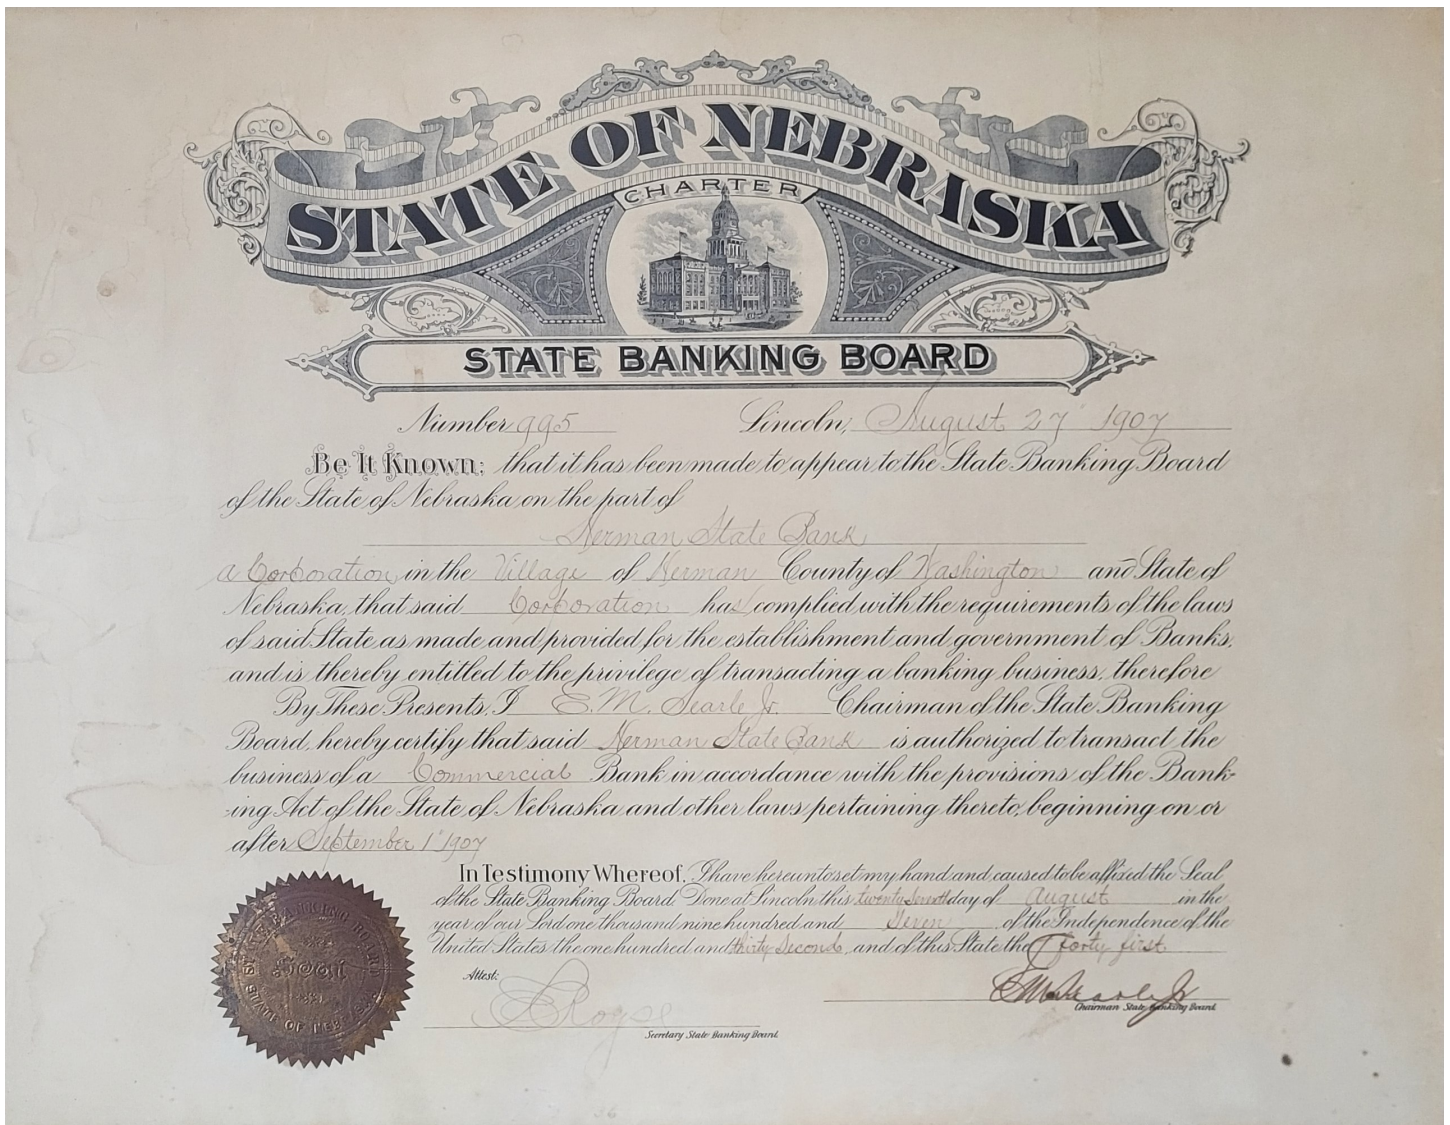 STATE OF NEBRASKA
CHARTER
STATE BANKING BOARD
Number 995 Lincoln, August 27" 1907
Be It Known: that it has been made to appear to the State Banking Board
of the State of Nebraska on the part of
Herman State Bank
a Corporation in the Village of Herman County of Washington and State of
Nebraska, that said Corporation has complied with the requirements of the laws
of said State as made and provided for the establishment and government of Banks,
and is thereby entitled to the privilege of transacting a banking business, therefore
By These Presents, I E. M. Searle Jr. Chairman of the State Banking
Board, hereby certify that said Herman State Bank is authorized to transact the
business of a Commercial Bank in accordance with the provisions of the Bank-
-ing Act of the State of Nebraska and other laws pertaining thereto, beginning on or
after September 1" 1907
In Testimony Whereof, I have hereunto set my hand and caused to be affixed the Seal
of the State Banking Board. Done at Lincoln this twenty seventh day of August in the
year of our Lord one thousand nine hundred and Seven of the Independence of the
United States the one hundred and thirty Second and of this State the forty first
Attest:
E Royse
Secretary State Banking Board.
E M Searle Jr
Chairman State Banking Board.
STATE BANKING BOARD
Seal
STATE OF NEBRASKA